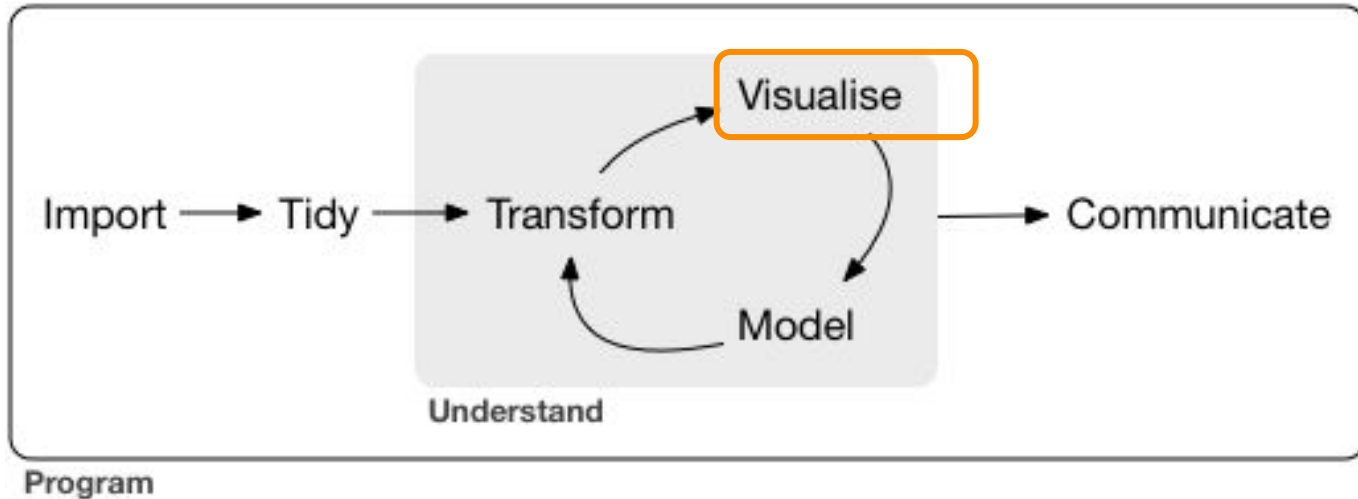 Visualise
Import
Tidy
Transform
Communicate
Model
Understand
Program